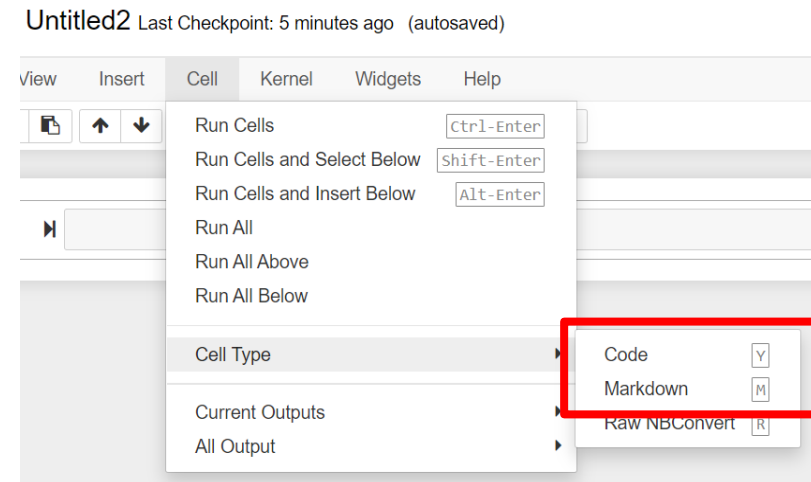 Untitled2 Last Checkpoint: 5 minutes ago (autosaved)
View Insert Cell Kernel Widgets Help
Run Cells Ctrl-Enter
Run Cells and Select Below Shift-Enter
Run Cells and Insert Below Alt-Enter
Run All
Run All Above
Run All Below
Cell Type
Code Y
Markdown M
Raw NBConvert R
Current Outputs
All Output